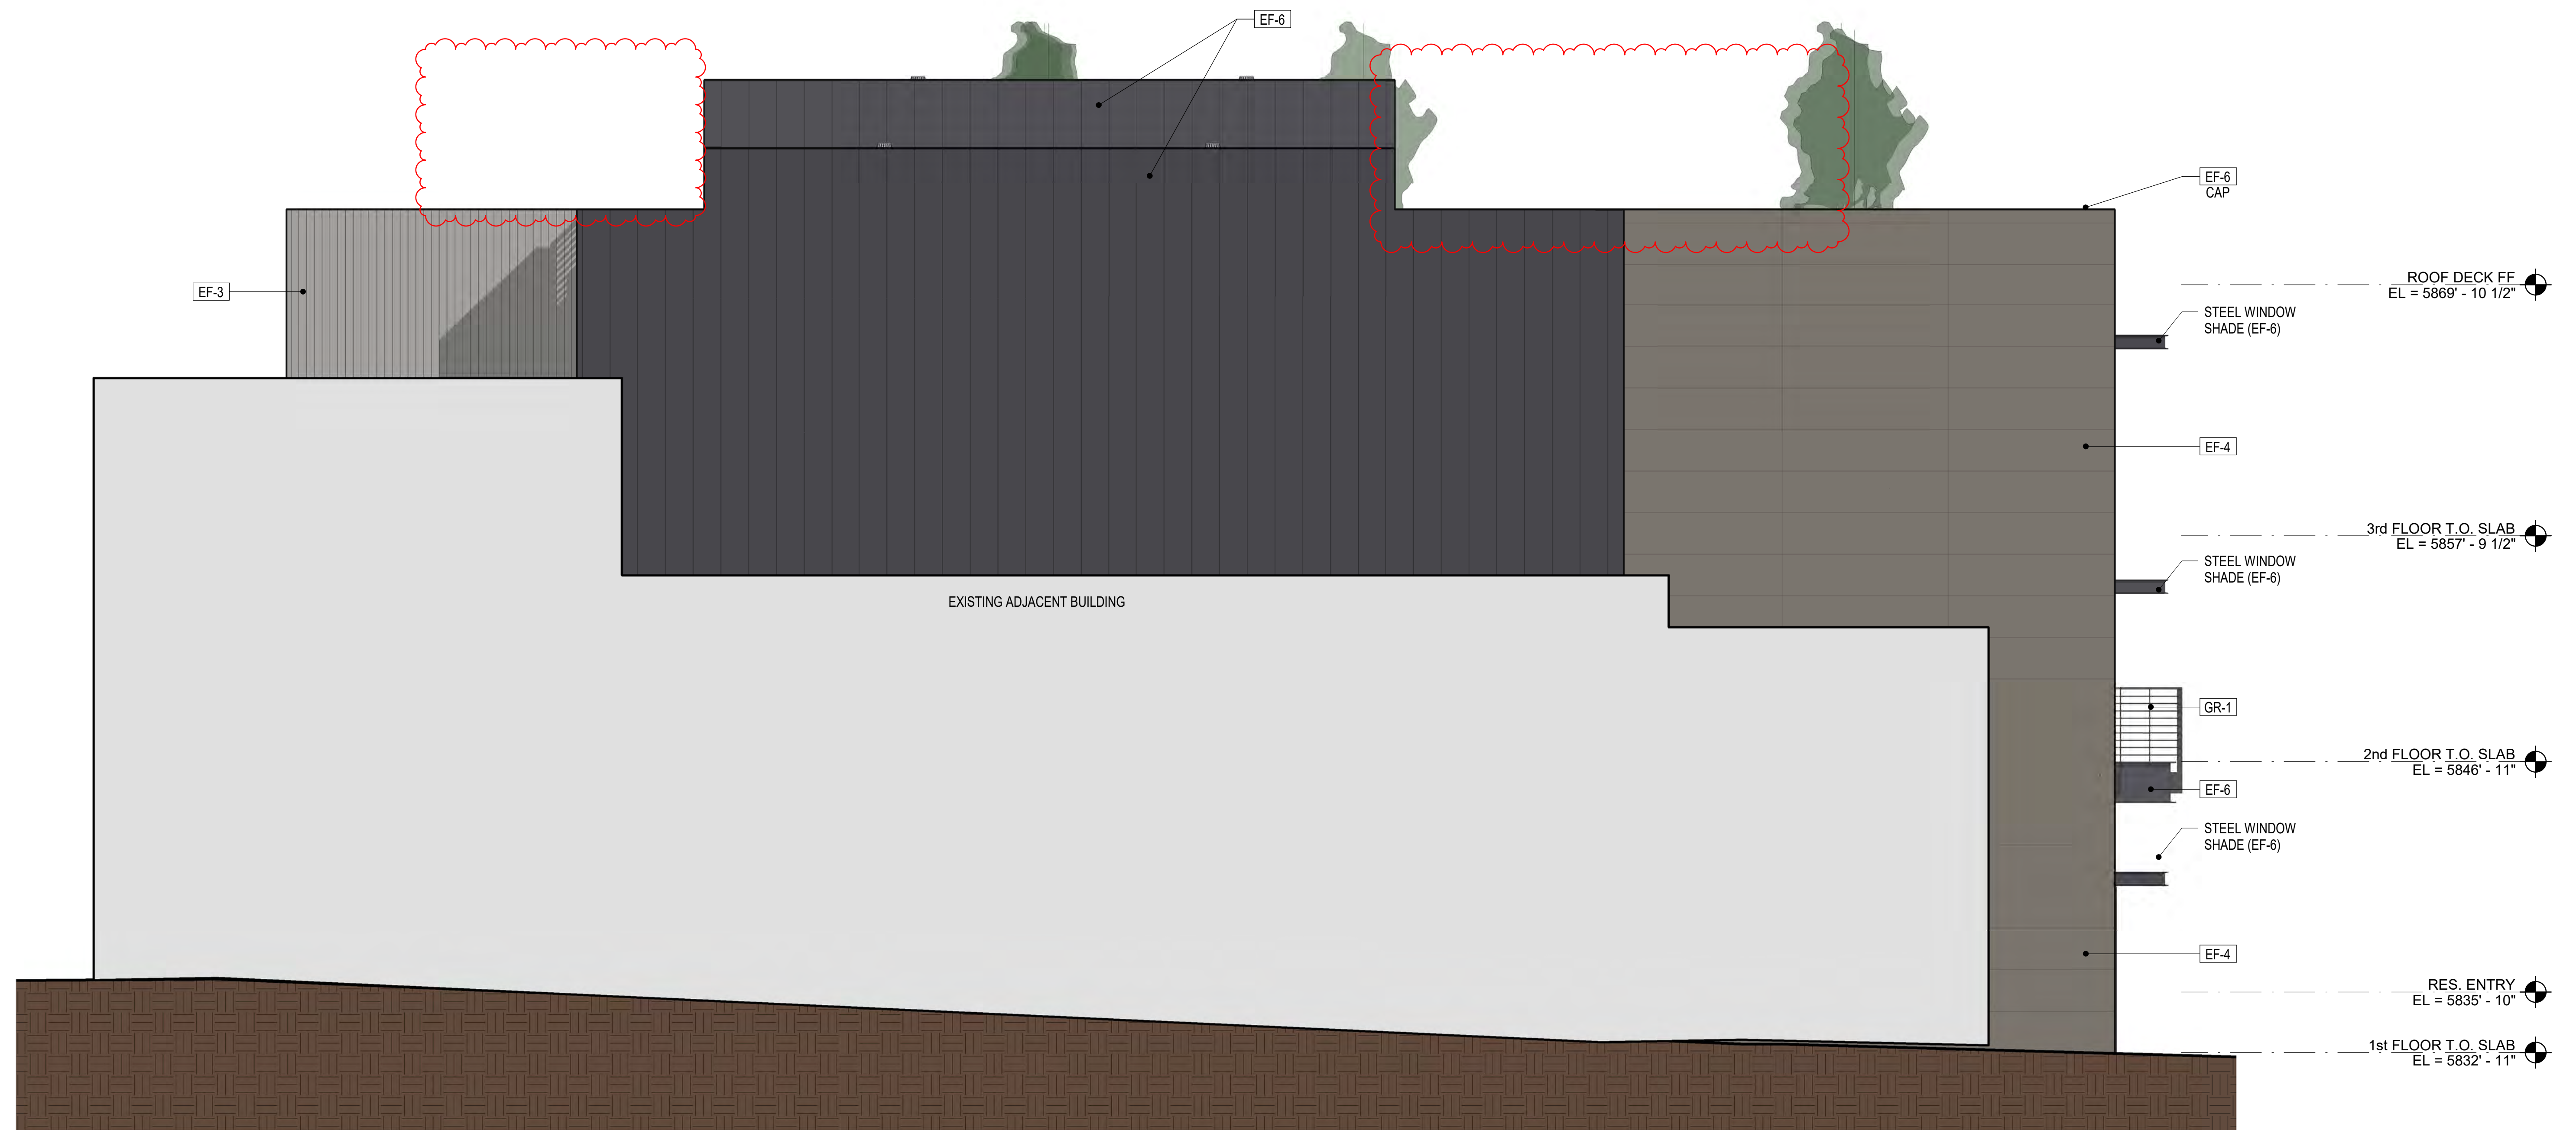 EF-6
EF-6
CAP
ROOF DECK FF
EL = 5869' - 10 1/2"
EF-3
STEEL WINDOW
SHADE (EF-6)
EF-4
3rd FLOOR T.O. SLAB
EL = 5857' - 9 1/2"
STEEL WINDOW
SHADE (EF-6)
EXISTING ADJACENT BUILDING
GR-1
2nd FLOOR T.O. SLAB
EL = 5846' - 11"
EF-6
STEEL WINDOW
SHADE (EF-6)
EF-4
RES. ENTRY
EL = 5835' - 10"
1st FLOOR T.O. SLAB
EL = 5832' - 11"